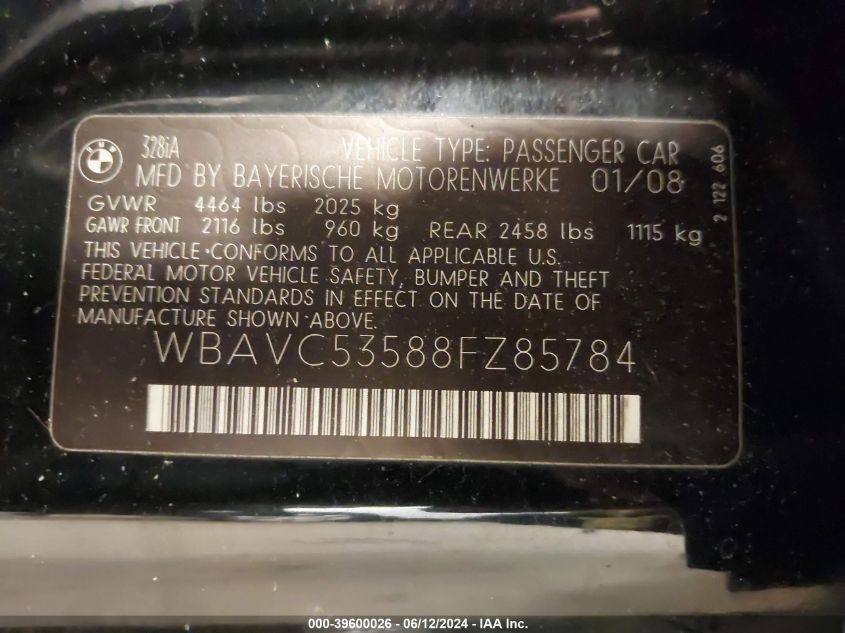 BMW
328iA VEHICLE TYPE: PASSENGER CAR
MFD BY BAYERISCHE MOTORENWERKE 01/08
GVWR 4464 lbs 2025 kg
GAWR FRONT 2116 lbs 960 kg REAR 2458 lbs 1115 kg
THIS VEHICLE CONFORMS TO ALL APPLICABLE U.S.
FEDERAL MOTOR VEHICLE SAFETY, BUMPER AND THEFT
PREVENTION STANDARDS IN EFFECT ON THE DATE OF
MANUFACTURE SHOWN ABOVE.
WBAVC53588FZ85784
2 122 606
000-39600026 - 06/12/2024 - IAA Inc.